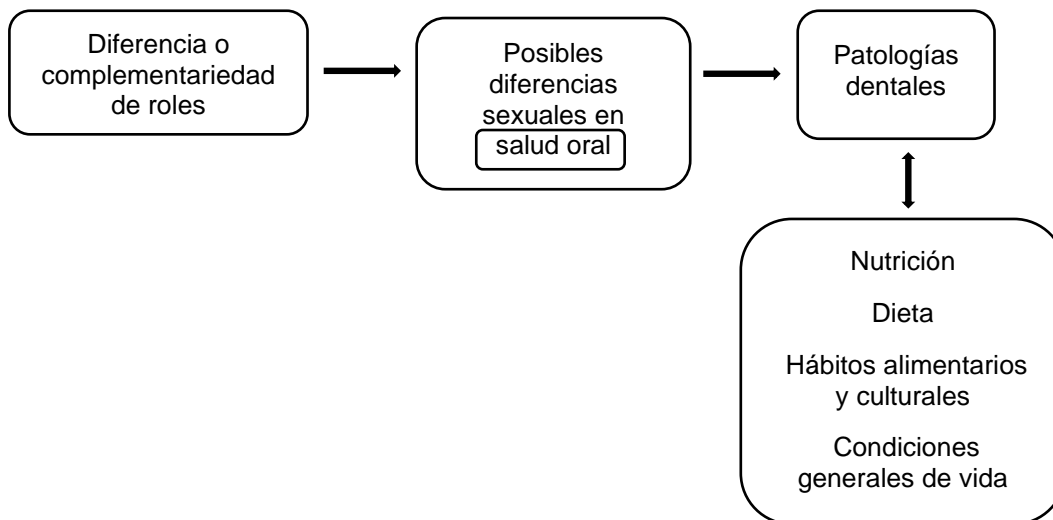 Diferencia o
complementariedad
de roles
Posibles
diferencias
sexuales en
salud oral
Patologías
dentales
Nutrición
Dieta
Hábitos alimentarios
y culturales
Condiciones
generales de vida